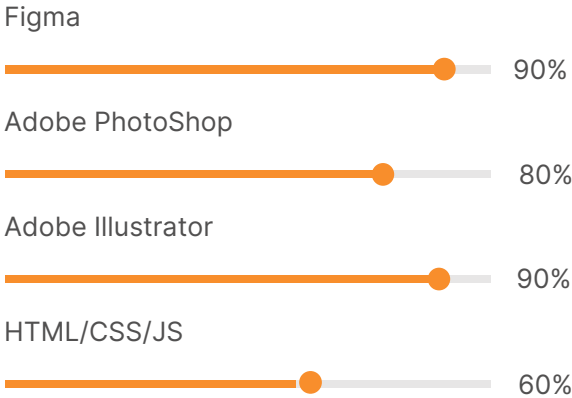 Figma
90%
Adobe PhotoShop
80%
Adobe Illustrator
90%
HTML/CSS/JS
60%